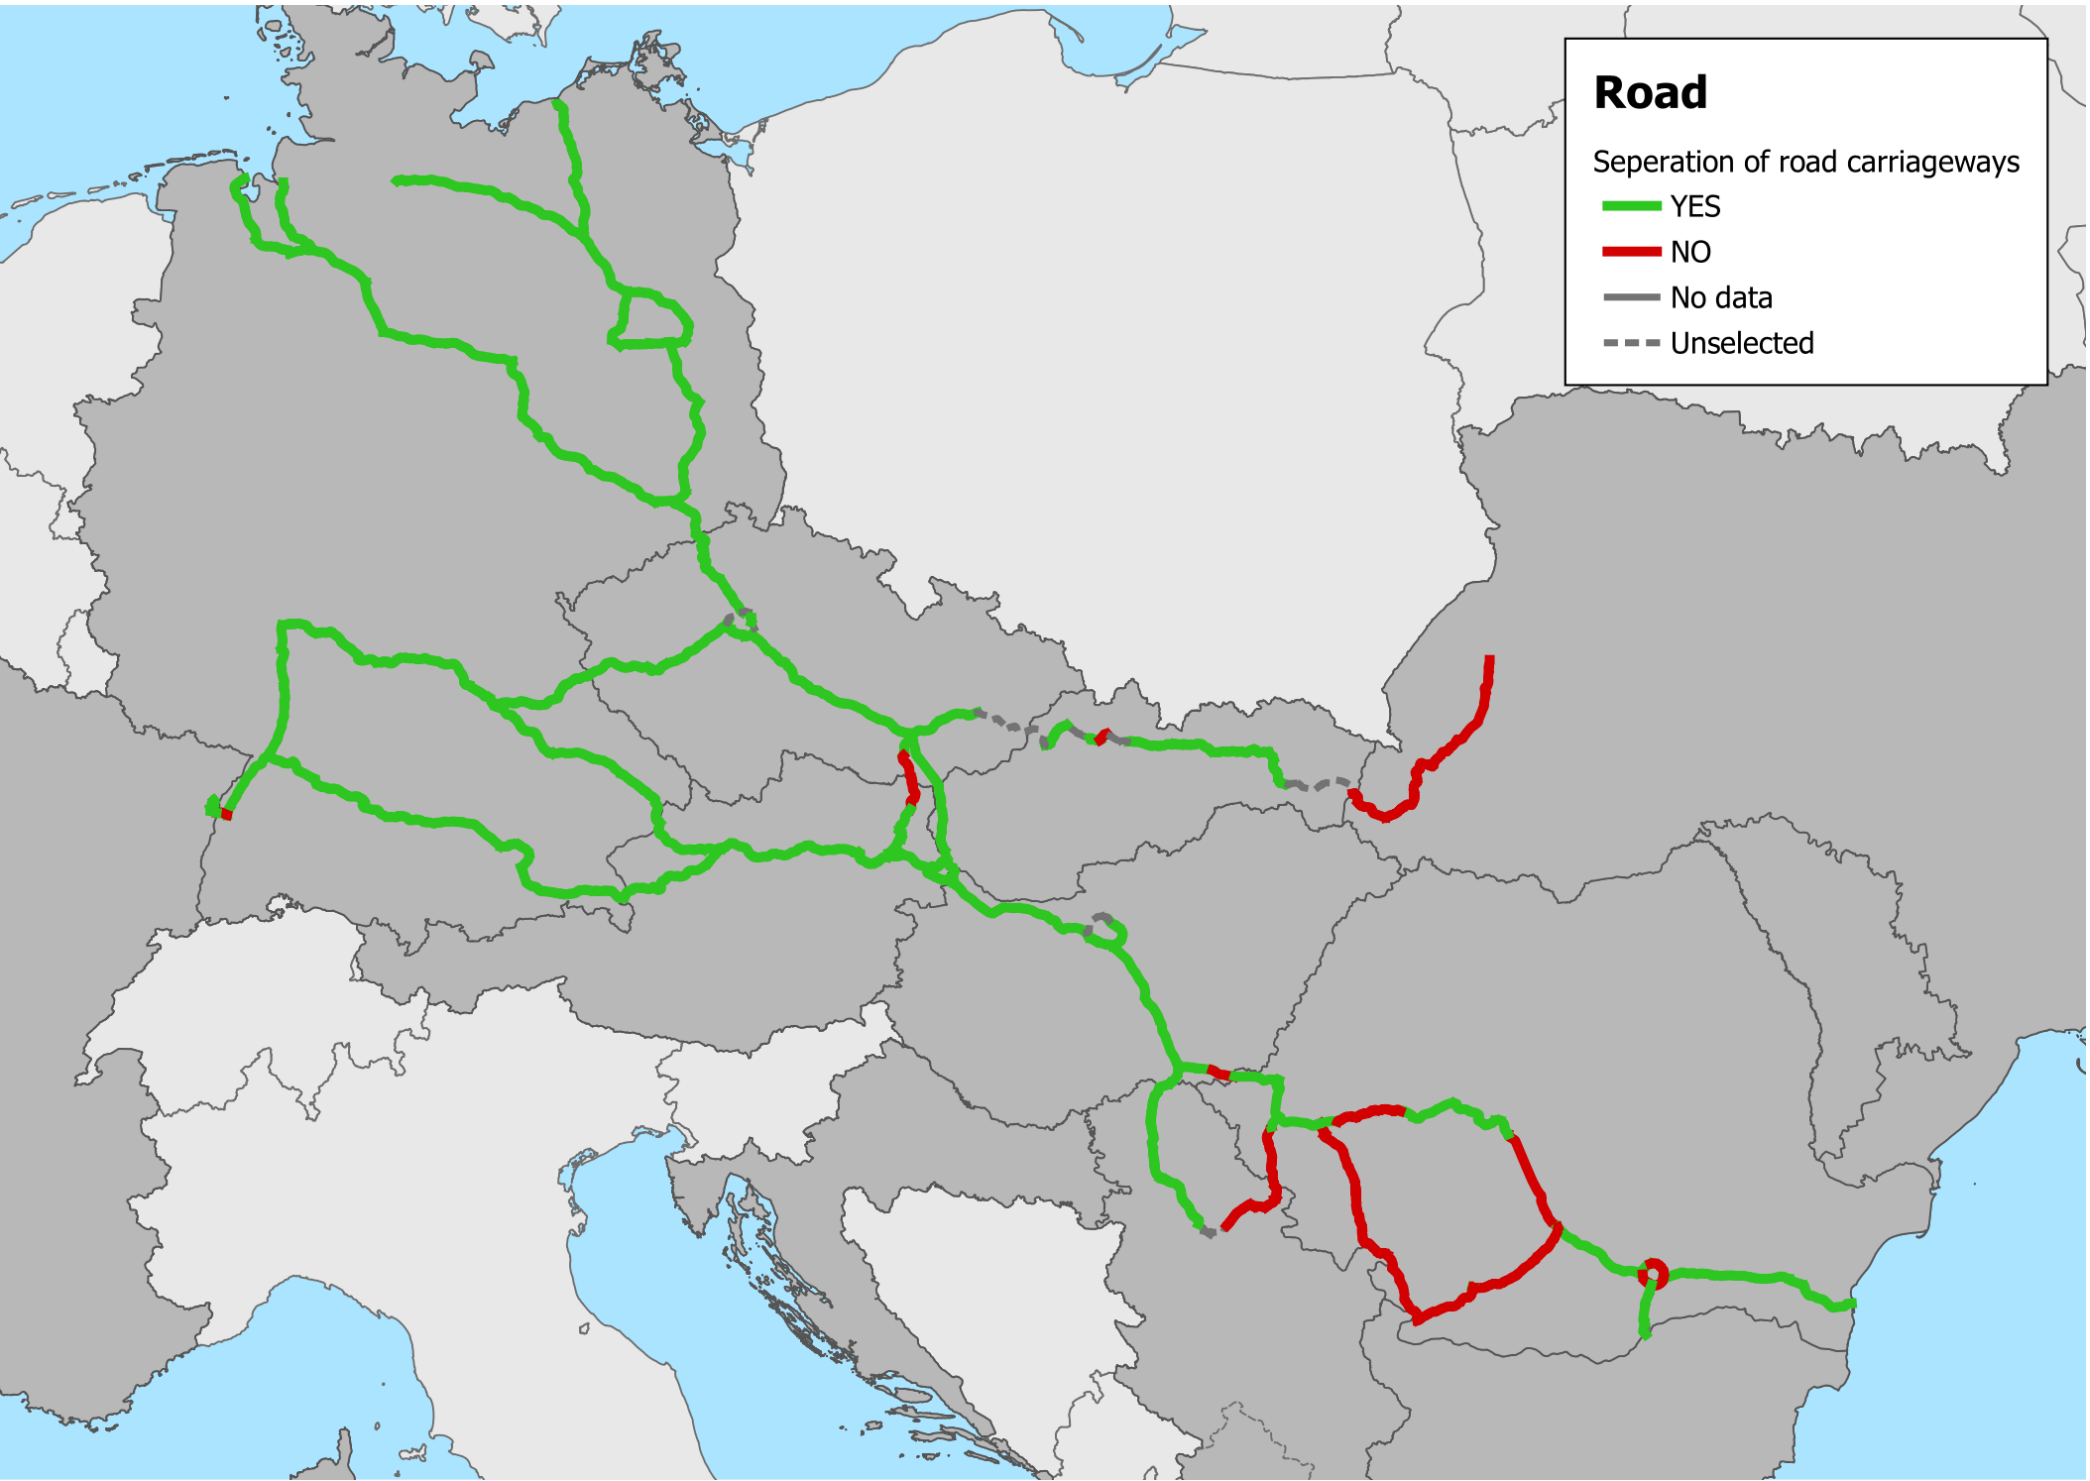 Road
Seperation of road carriageways
YES
NO
No data
Unselected